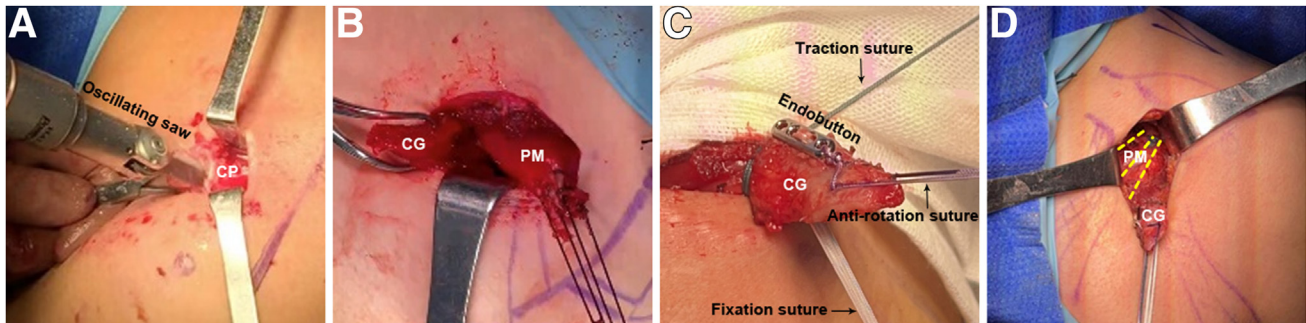 A
Oscillating saw
CP
B
CG
PM
C
Traction suture
Endobutton
CG
Anti-rotation suture
Fixation suture
D
PM
CG